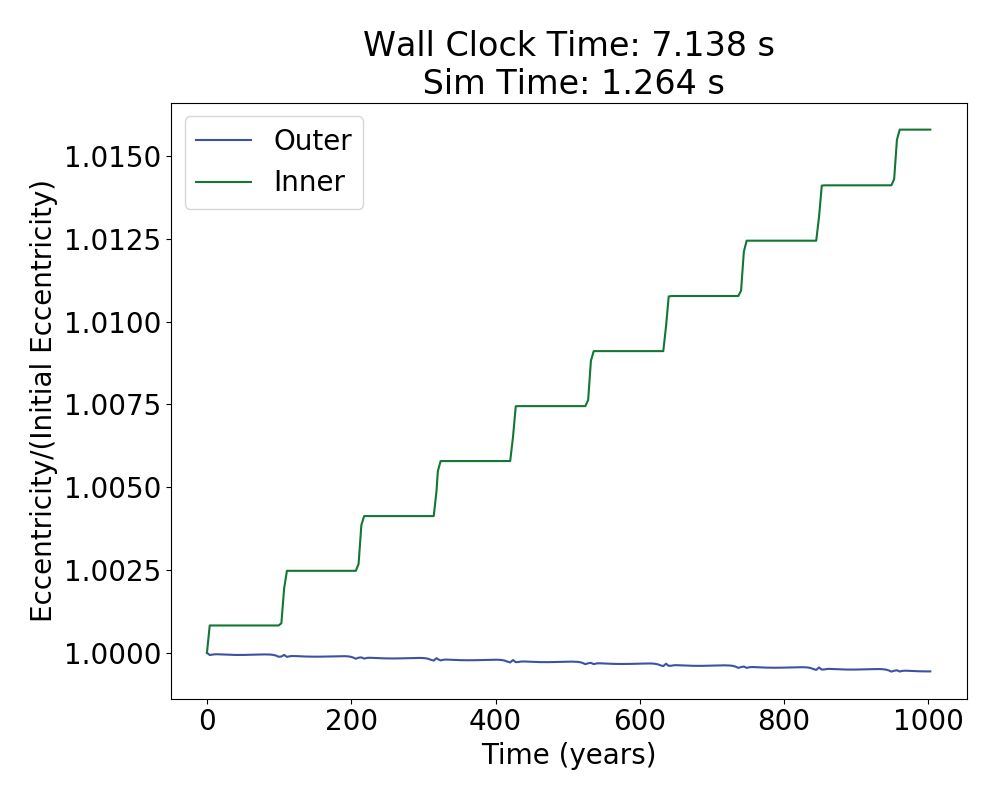 Wall Clock Time: 7.138 s
Sim Time: 1.264 s
Outer
Inner
Eccentricity/(Initial Eccentricity)
1.0150
1.0125
1.0100
1.0075
1.0050
1.0025
1.0000
0
200
400
600
800
1000
Time (years)